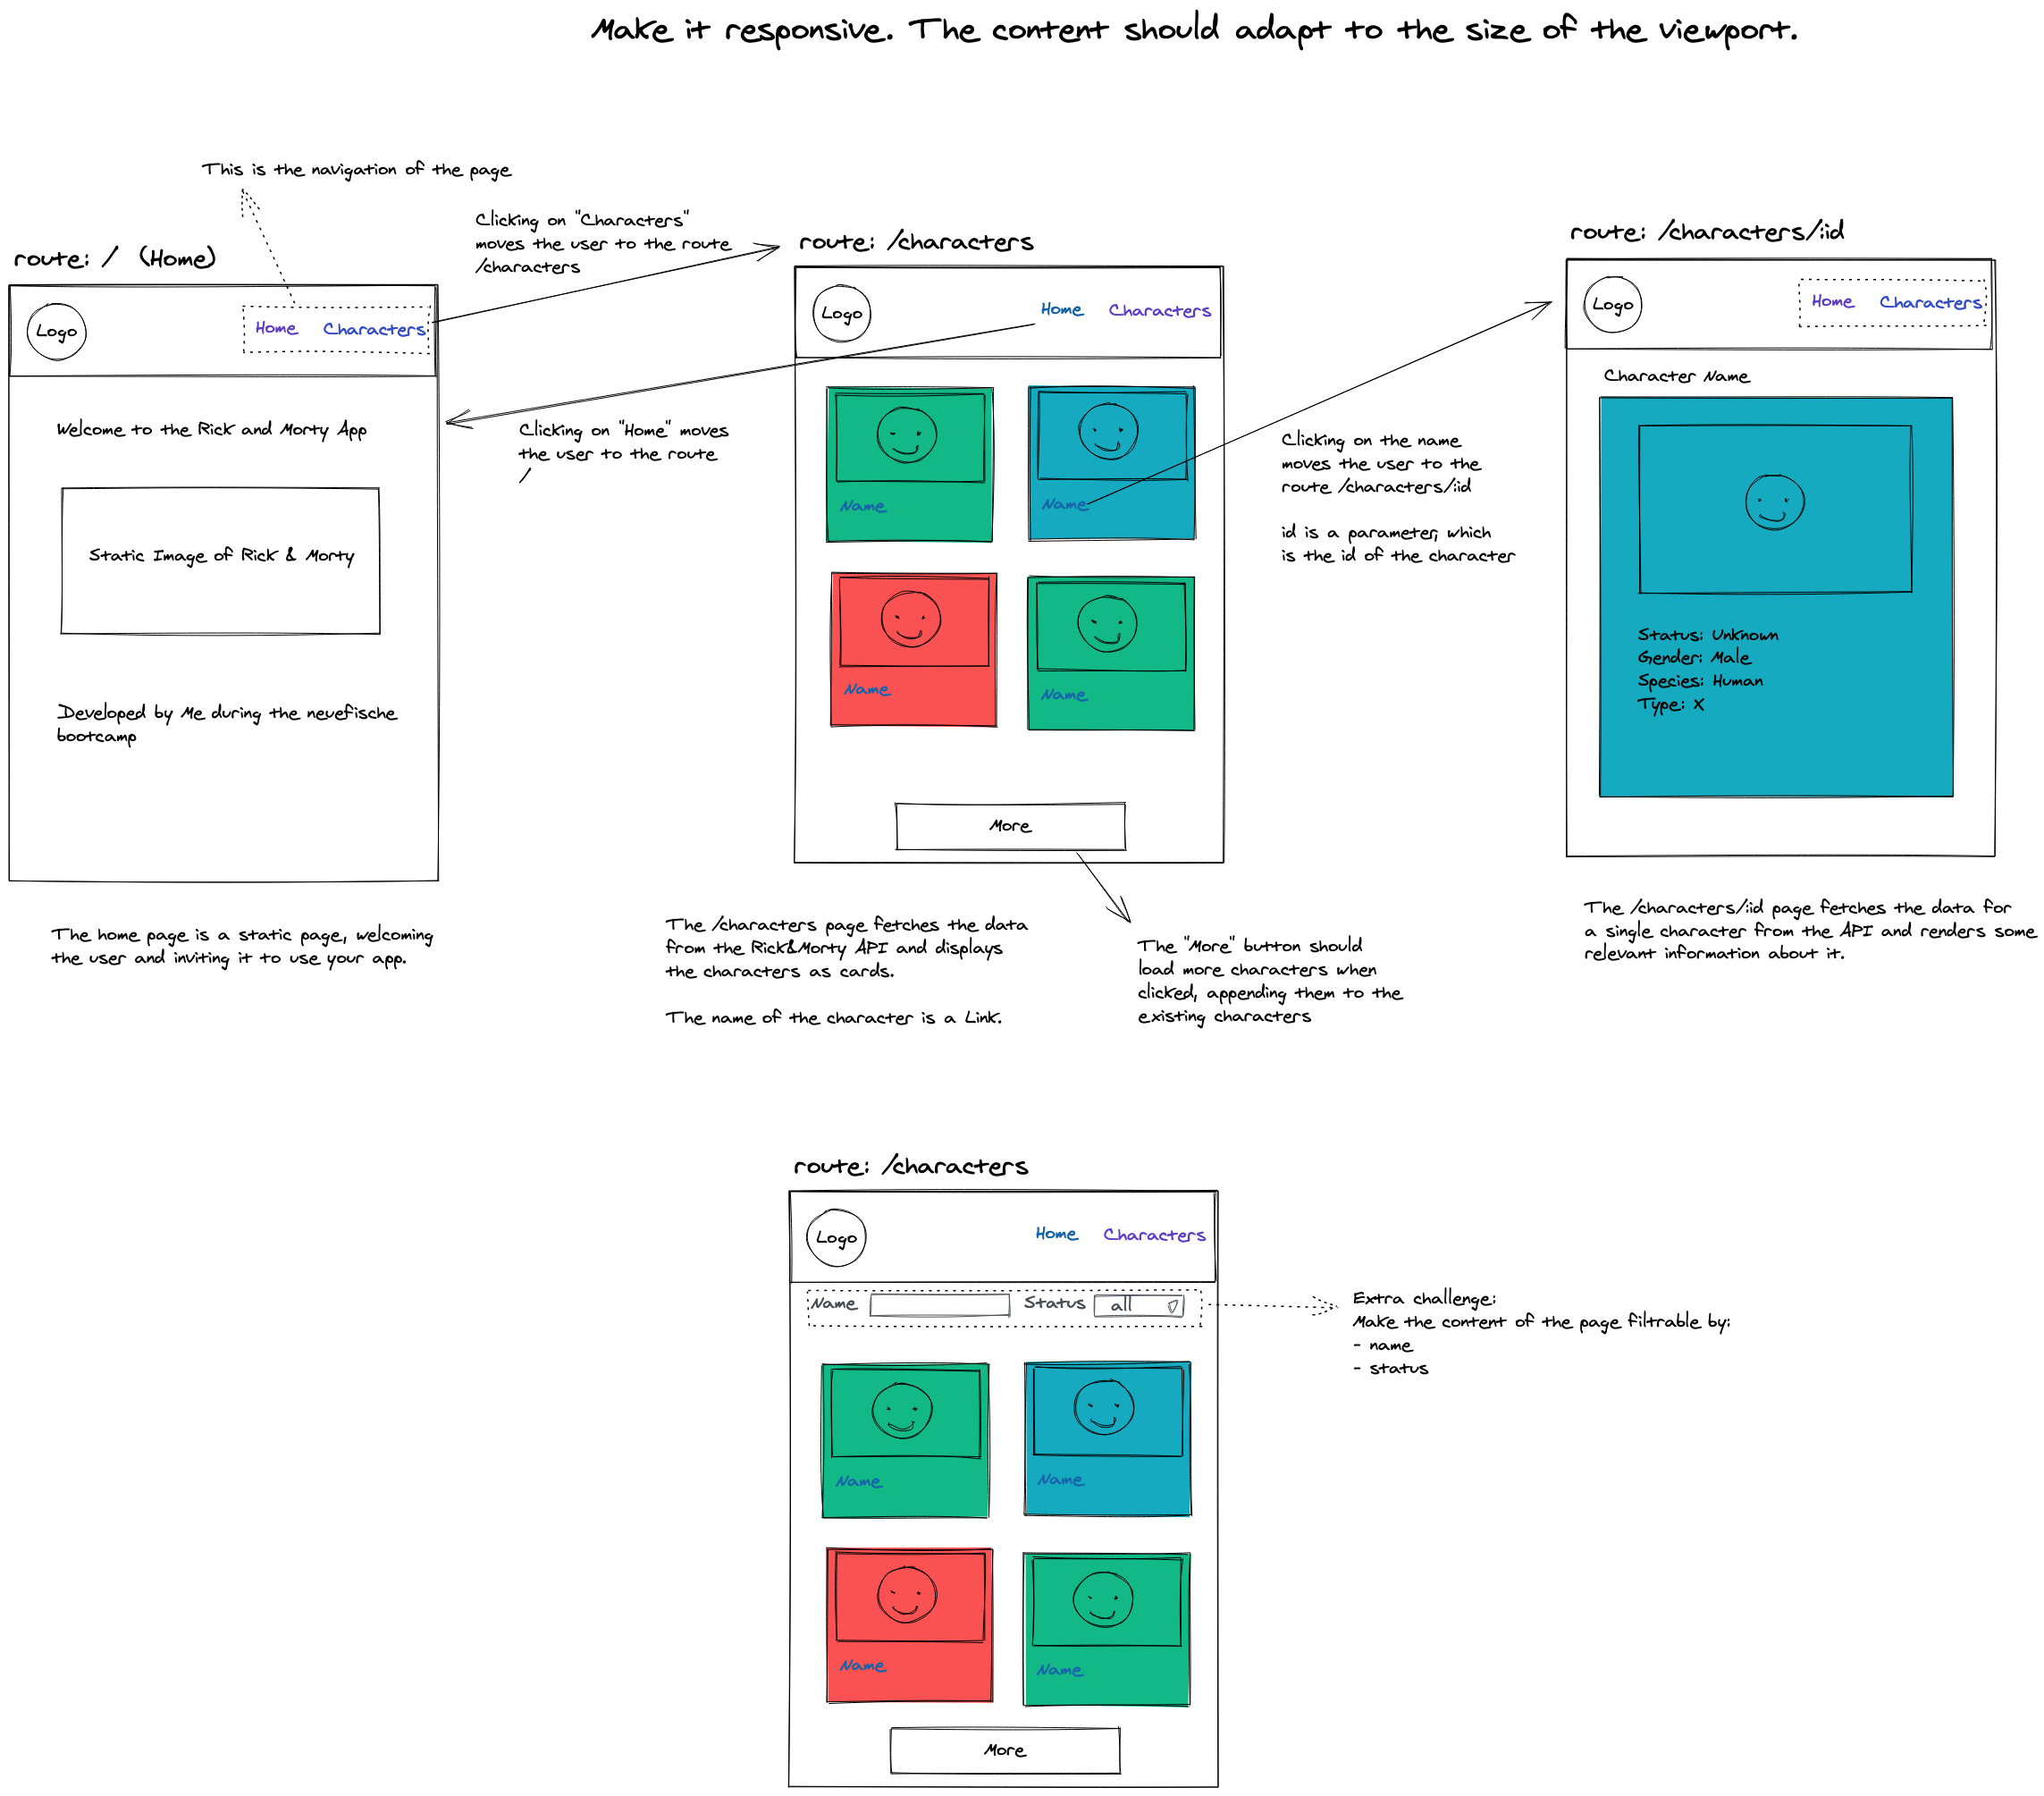 Make it responsive. The content should adapt to the size of the viewport.
This is the navigation of the page
route: / (Home)
Logo
Home Characters
Welcome to the Rick and Morty App
Static Image of Rick & Morty
Developed by Me during the neuefische
bootcamp
The home page is a static page, welcoming
the user and inviting it to use your app.
Clicking on "Characters"
moves the user to the route
/characters
Clicking on "Home" moves
the user to the route
/
route: /characters
Logo
Home Characters
Name
Name
Name
Name
More
The /characters page fetches the data
from the Rick&Morty API and displays
the characters as cards.
The name of the character is a Link.
The "More" button should
load more characters when
clicked, appending them to the
existing characters
Clicking on the name
moves the user to the
route /characters/:id
id is a parameter, which
is the id of the character
route: /characters/:id
Logo
Home Characters
Character Name
Status: Unknown
Gender: Male
Species: Human
Type: X
The /characters/:id page fetches the data for
a single character from the API and renders some
relevant information about it.
route: /characters
Logo
Home Characters
Name Status all
Name
Name
Name
Name
More
Extra challenge:
Make the content of the page filtrable by:
- name
- status